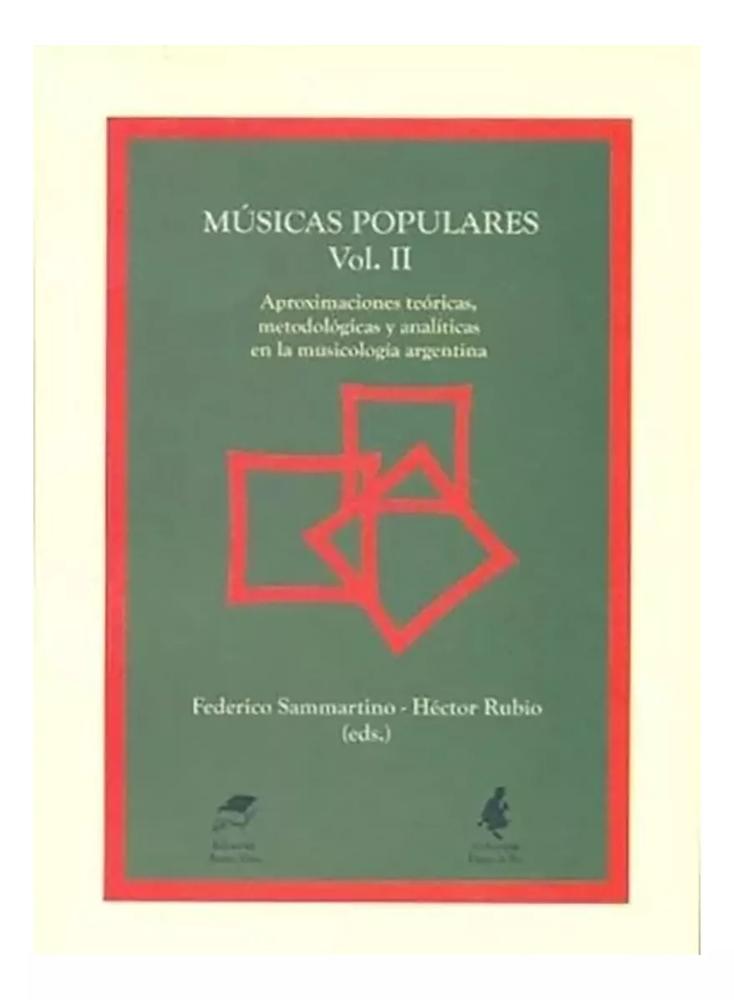 MÚSICAS POPULARES
Vol. II
Aproximaciones teóricas,
metodológicas y analíticas
en la musicología argentina
Federico Sammartino - Héctor Rubio
(eds.)